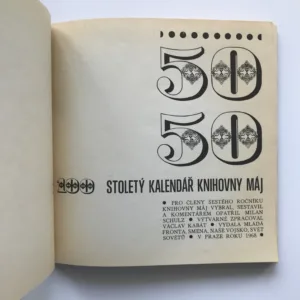 50
50
100 STOLETÝ KALENDÁŘ KNIHOVNY MÁJ
● PRO ČLENY ŠESTÉHO ROČNÍKU
KNIHOVNY MÁJ VYBRAL, SESTAVIL
A KOMENTÁŘEM OPATŘIL MILAN
SCHULZ ● VÝTVARNĚ ZPRACOVAL
VÁCLAV KABÁT ● VYDALA MLADÁ
FRONTA, SMENA, NAŠE VOJSKO, SVĚT
SOVĚTŮ ● V PRAZE ROKU 1968 ●